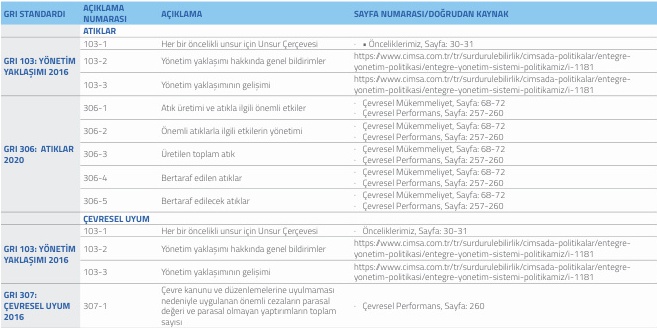 GRI STANDARDI AÇIKLAMA NUMARASI AÇIKLAMA SAYFA NUMARASI/DOĞRUDAN KAYNAK
ATIKLAR
GRI 103: YÖNETİM YAKLAŞIMI 2016
103-1 Her bir öncelikli unsur için Unsur Çerçevesi - • Önceliklerimiz, Sayfa: 30-31
103-2 Yönetim yaklaşımı hakkında genel bildirimler https://www.cimsa.com.tr/tr/surdurulebilirlik/cimsada-politikalar/entegre-
yonetim-politikasi/entegre-yonetim-sistemi-politikamiz/i-1181
103-3 Yönetim yaklaşımının gelişimi https://www.cimsa.com.tr/tr/surdurulebilirlik/cimsada-politikalar/entegre-
yonetim-politikasi/entegre-yonetim-sistemi-politikamiz/i-1181
GRI 306: ATIKLAR 2020
306-1 Atık üretimi ve atıkla ilgili önemli etkiler - Çevresel Mükemmeliyet, Sayfa: 68-72
- Çevresel Performans, Sayfa: 257-260
306-2 Önemli atıklarla ilgili etkilerin yönetimi - Çevresel Mükemmeliyet, Sayfa: 68-72
- Çevresel Performans, Sayfa: 257-260
306-3 Üretilen toplam atık - Çevresel Mükemmeliyet, Sayfa: 68-72
- Çevresel Performans, Sayfa: 257-260
306-4 Bertaraf edilen atıklar - Çevresel Mükemmeliyet, Sayfa: 68-72
- Çevresel Performans, Sayfa: 257-260
306-5 Bertaraf edilecek atıklar - Çevresel Mükemmeliyet, Sayfa: 68-72
- Çevresel Performans, Sayfa: 257-260
ÇEVRESEL UYUM
GRI 103: YÖNETİM YAKLAŞIMI 2016
103-1 Her bir öncelikli unsur için Unsur Çerçevesi - Önceliklerimiz, Sayfa: 30-31
103-2 Yönetim yaklaşımı hakkında genel bildirimler https://www.cimsa.com.tr/tr/surdurulebilirlik/cimsada-politikalar/entegre-
yonetim-politikasi/entegre-yonetim-sistemi-politikamiz/i-1181
103-3 Yönetim yaklaşımının gelişimi https://www.cimsa.com.tr/tr/surdurulebilirlik/cimsada-politikalar/entegre-
yonetim-politikasi/entegre-yonetim-sistemi-politikamiz/i-1181
GRI 307:
ÇEVRESEL UYUM
2016
307-1
Çevre kanunu ve düzenlemelerine uyulmaması
nedeniyle uygulanan önemli cezaların parasal
değeri ve parasal olmayan yaptırımların toplam
sayısı
- Çevresel Performans, Sayfa: 260